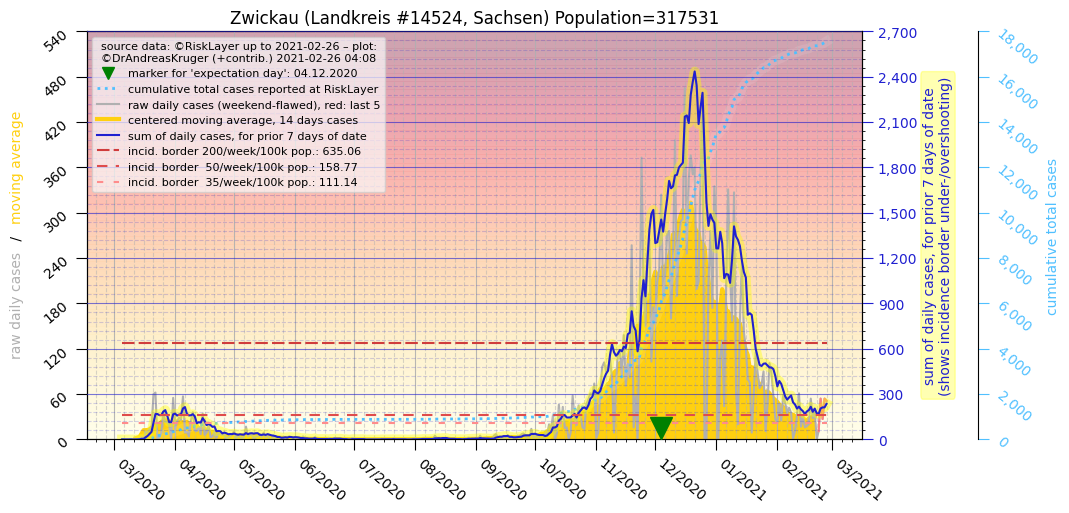 Zwickau (Landkreis #14524, Sachsen) Population=317531
source data: ©RiskLayer up to 2021-02-26 – plot:
©DrAndreasKruger (+contrib.) 2021-02-26 04:08
marker for 'expectation day': 04.12.2020
cumulative total cases reported at RiskLayer
raw daily cases (weekend-flawed), red: last 5
centered moving average, 14 days cases
sum of daily cases, for prior 7 days of date
incid. border 200/week/100k pop.: 635.06
incid. border  50/week/100k pop.: 158.77
incid. border  35/week/100k pop.: 111.14
raw daily cases / moving average
540
480
420
360
300
240
180
120
60
0
03/2020
04/2020
05/2020
06/2020
07/2020
08/2020
09/2020
10/2020
11/2020
12/2020
01/2021
02/2021
03/2021
2,700
2,400
2,100
1,800
1,500
1,200
900
600
300
0
sum of daily cases, for prior 7 days of date
(shows incidence border under-/overshooting)
18,000
16,000
14,000
12,000
10,000
8,000
6,000
4,000
2,000
0
cumulative total cases